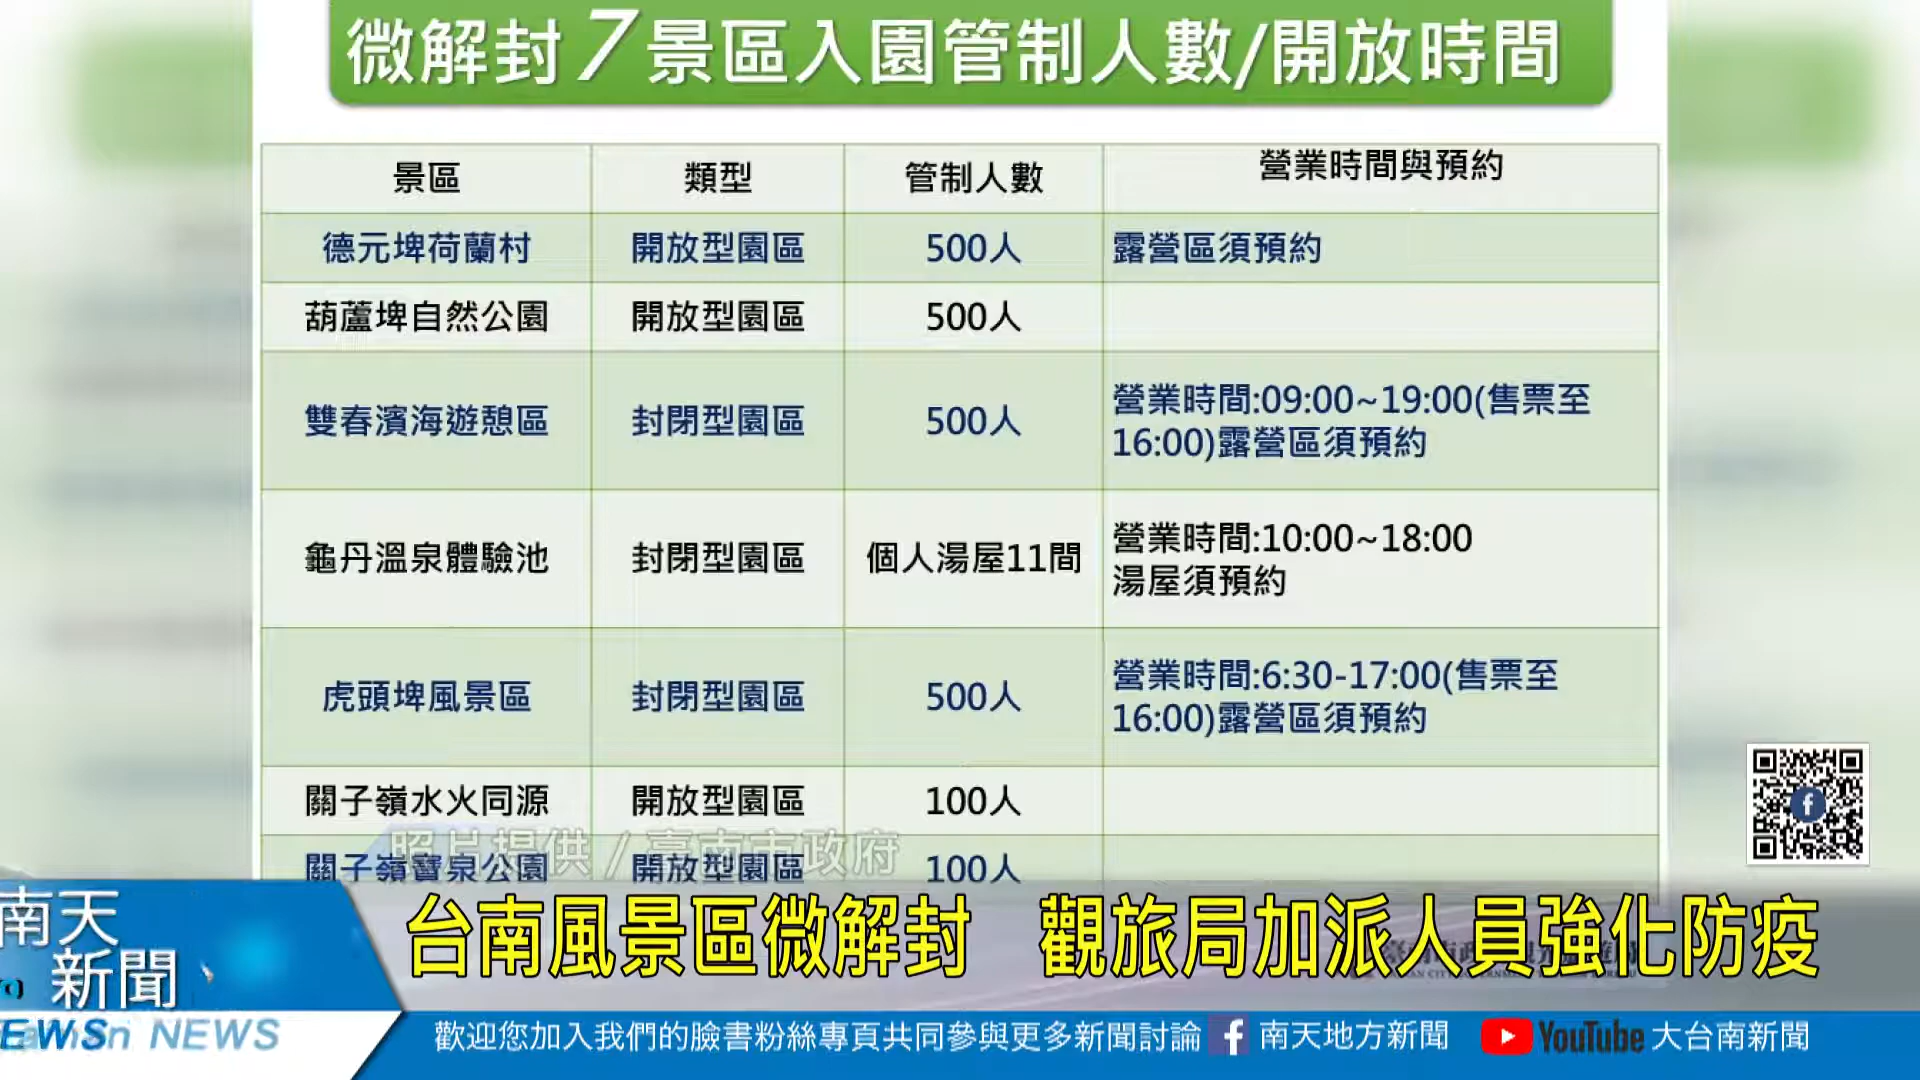 微解封7景區入園管制人數/開放時間
景區 類型 管制人數 營業時間與預約
德元埤荷蘭村 開放型園區 500人 露營區須預約
葫蘆埤自然公園 開放型園區 500人
雙春濱海遊憩區 封閉型園區 500人 營業時間:09:00~19:00(售票至
16:00)露營區須預約
龜丹溫泉體驗池 封閉型園區 個人湯屋11間 營業時間:10:00~18:00
湯屋須預約
虎頭埤風景區 封閉型園區 500人 營業時間:6:30-17:00(售票至
16:00)露營區須預約
關子嶺水火同源 開放型園區 100人
照片提供 / 臺南市政府
關子嶺寶泉公園 開放型園區 100人
台南風景區微解封 觀旅局加派人員強化防疫
南天
新聞
NEWS
歡迎您加入我們的臉書粉絲專頁共同參與更多新聞討論 f 南天地方新聞 YouTube 大台南新聞